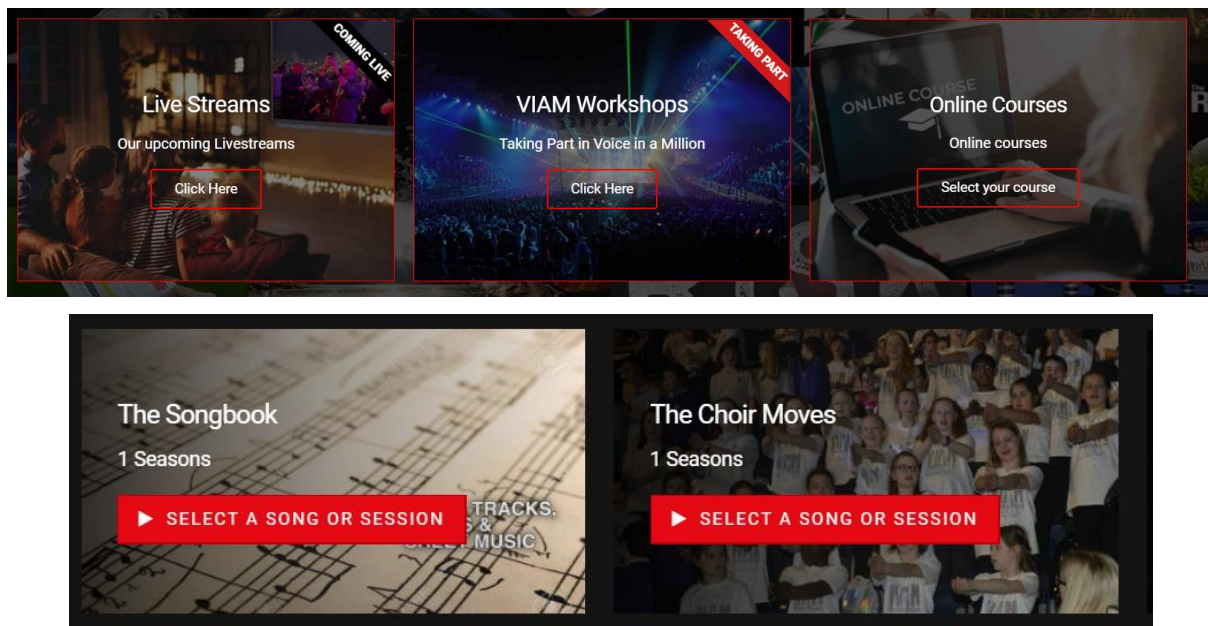 COMING LIVE
Live Streams
Our upcoming Livestreams
Click Here
TAKING PART
VIAM Workshops
Taking Part in Voice in a Million
Click Here
ONLINE COURSE
Online Courses
Online courses
Select your course
The Songbook
1 Seasons
SELECT A SONG OR SESSION
TRACKS,
&
MUSIC
The Choir Moves
1 Seasons
SELECT A SONG OR SESSION